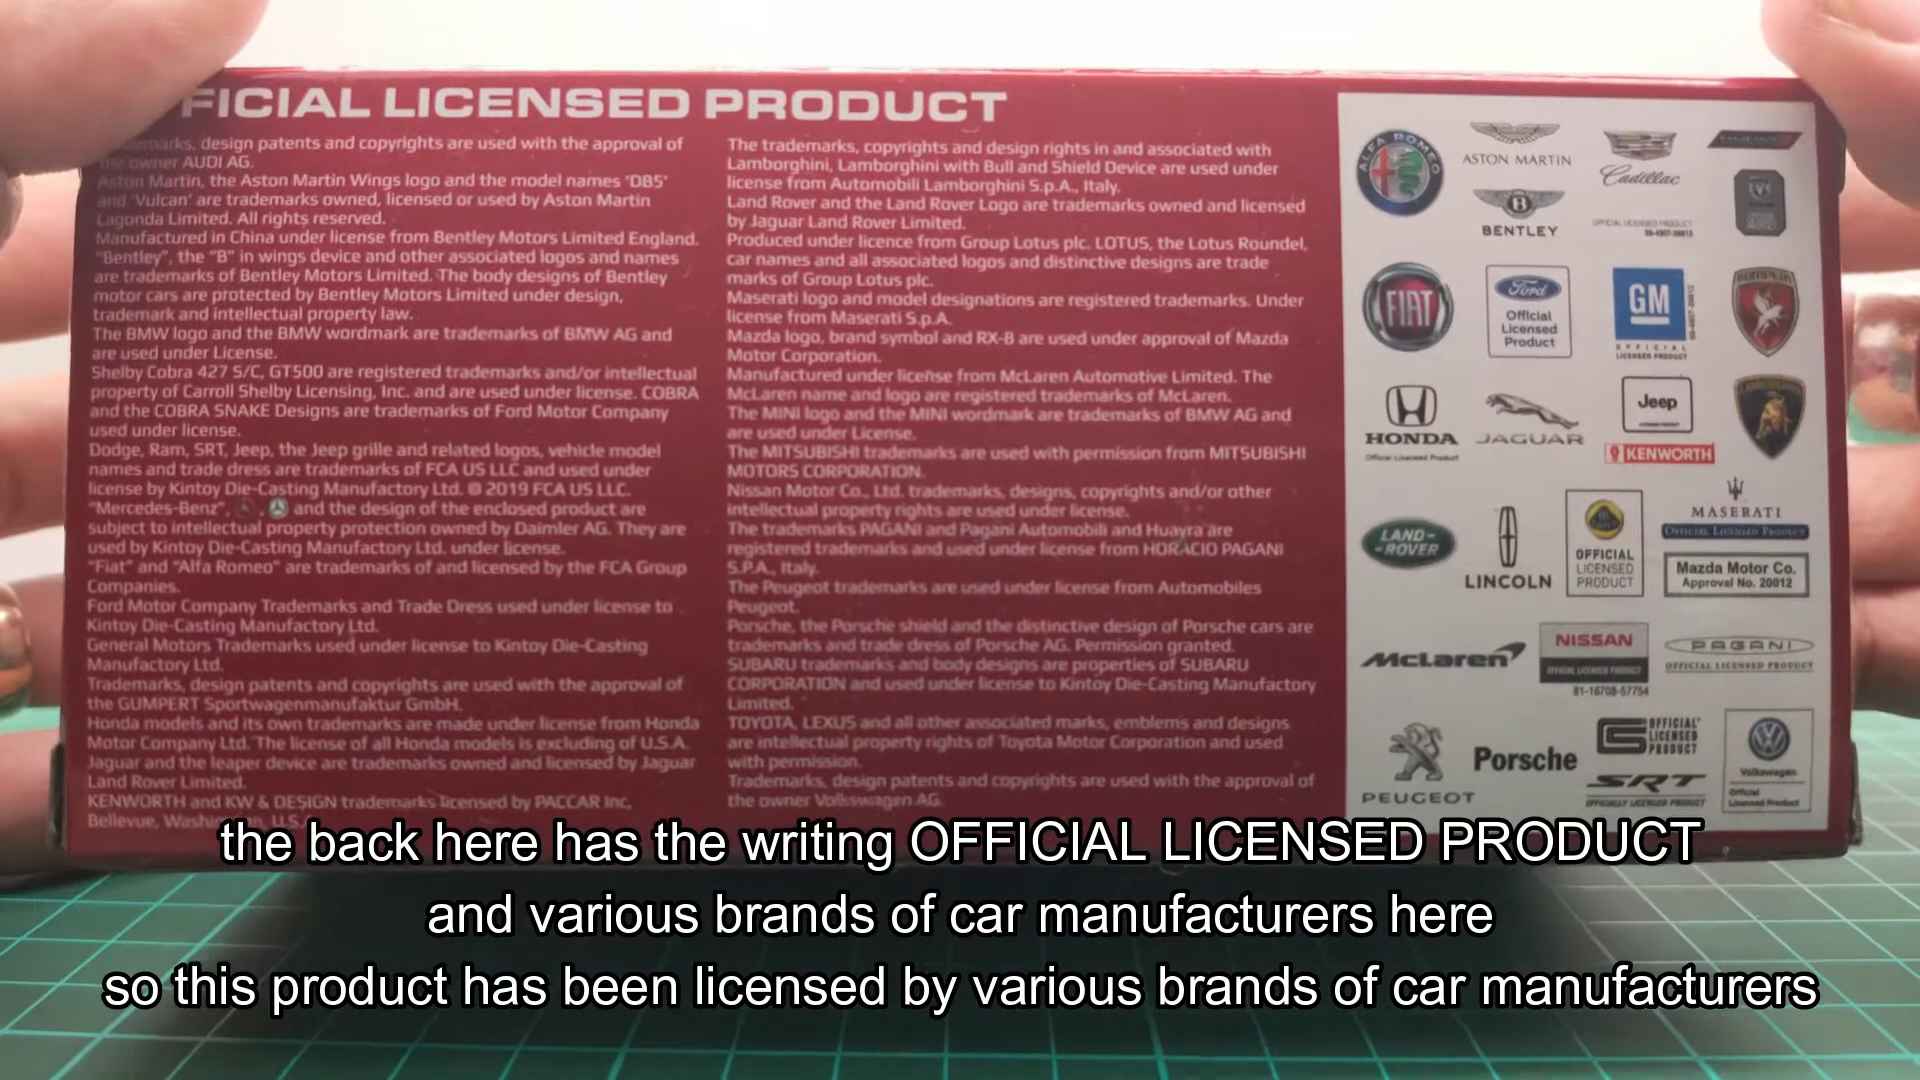 FICIAL LICENSED PRODUCT
design patents and copyrights are used with the approval of
owner AUDI AG.
Aston Martin, the Aston Martin Wings logo and the model names 'DB5'
and 'Vulcan' are trademarks owned, licensed or used by Aston Martin
Lagonda Limited. All rights reserved.
Manufactured in China under license from Bentley Motors Limited England.
"Bentley", the "B" in wings device and other associated logos and names
are trademarks of Bentley Motors Limited. The body designs of Bentley
motor cars are protected by Bentley Motors Limited under design,
trademark and intellectual property law.
The BMW logo and the BMW wordmark are trademarks of BMW AG and
are used under License.
Shelby Cobra 427 S/C, GT500 are registered trademarks and/or intellectual
property of Carroll Shelby Licensing, Inc. and are used under license. COBRA
and the COBRA SNAKE Designs are trademarks of Ford Motor Company
used under license.
Dodge, Ram, SRT, Jeep, the Jeep grille and related logos, vehicle model
names and trade dress are trademarks of FCA US LLC and used under
license by Kintoy Die-Casting Manufactory Ltd. © 2019 FCA US LLC.
"Mercedes-Benz", , and the design of the enclosed product are
subject to intellectual property protection owned by Daimler AG. They are
used by Kintoy Die-Casting Manufactory Ltd. under license.
"Fiat" and "Alfa Romeo" are trademarks of and licensed by the FCA Group
Companies.
Ford Motor Company Trademarks and Trade Dress used under license to
Kintoy Die-Casting Manufactory Ltd.
General Motors Trademarks used under license to Kintoy Die-Casting
Manufactory Ltd.
Trademarks, design patents and copyrights are used with the approval of
the GUMPERT Sportwagenmanufaktur GmbH.
Honda models and its own trademarks are made under license from Honda
Motor Company Ltd. The license of all Honda models is excluding of U.S.A.
Jaguar and the leaper device are trademarks owned and licensed by Jaguar
Land Rover Limited.
KENWORTH and KW & DESIGN trademarks licensed by PACCAR Inc,
Bellevue,
The trademarks, copyrights and design rights in and associated with
Lamborghini, Lamborghini with Bull and Shield Device are used under
license from Automobili Lamborghini S.p.A., Italy.
Land Rover and the Land Rover Logo are trademarks owned and licensed
by Jaguar Land Rover Limited.
Produced under licence from Group Lotus plc. LOTUS, the Lotus Roundel,
car names and all associated logos and distinctive designs are trade
marks of Group Lotus plc.
Maserati logo and model designations are registered trademarks. Under
license from Maserati S.p.A.
Mazda logo, brand symbol and RX-8 are used under approval of Mazda
Motor Corporation.
Manufactured under license from McLaren Automotive Limited. The
McLaren name and logo are registered trademarks of McLaren.
The MINI logo and the MINI wordmark are trademarks of BMW AG and
are used under License.
The MITSUBISHI trademarks are used with permission from MITSUBISHI
MOTORS CORPORATION.
Nissan Motor Co., Ltd. trademarks, designs, copyrights and/or other
intellectual property rights are used under license.
The trademarks PAGANI and Pagani Automobili and Huayra are
registered trademarks and used under license from HORACIO PAGANI
S.P.A., Italy.
The Peugeot trademarks are used under license from Automobiles
Peugeot.
Porsche, the Porsche shield and the distinctive design of Porsche cars are
trademarks and trade dress of Porsche AG. Permission granted.
SUBARU trademarks and body designs are properties of SUBARU
CORPORATION and used under license to Kintoy Die-Casting Manufactory
Limited.
TOYOTA, LEXUS and all other associated marks, emblems and designs
are intellectual property rights of Toyota Motor Corporation and used
with permission.
Trademarks, design patents and copyrights are used with the approval of
the owner Volkswagen AG.
ALFA ROMEO
ASTON MARTIN
Cadillac
BENTLEY
OFFICIAL LICENSED PRODUCT
FIAT
Ford
Official
Licensed
Product
GM
OFFICIAL
LICENSED PRODUCT
HONDA
Official Licensed Product
JAGUAR
Jeep
KENWORTH
LAND-
-ROVER
LINCOLN
OFFICIAL
LICENSED
PRODUCT
MASERATI
OFFICIAL LICENSED PRODUCT
Mazda Motor Co.
Approval No. 20012
McLaren
NISSAN
OFFICIAL LICENSED PRODUCT
81-16708-57754
PAGANI
OFFICIAL LICENSED PRODUCT
PEUGEOT
Porsche
OFFICIAL
LICENSED
PRODUCT
SRT
OFFICIALLY LICENSED PRODUCT
Volkswagen
Official
Licensed Product
the back here has the writing OFFICIAL LICENSED PRODUCT
and various brands of car manufacturers here
so this product has been licensed by various brands of car manufacturers